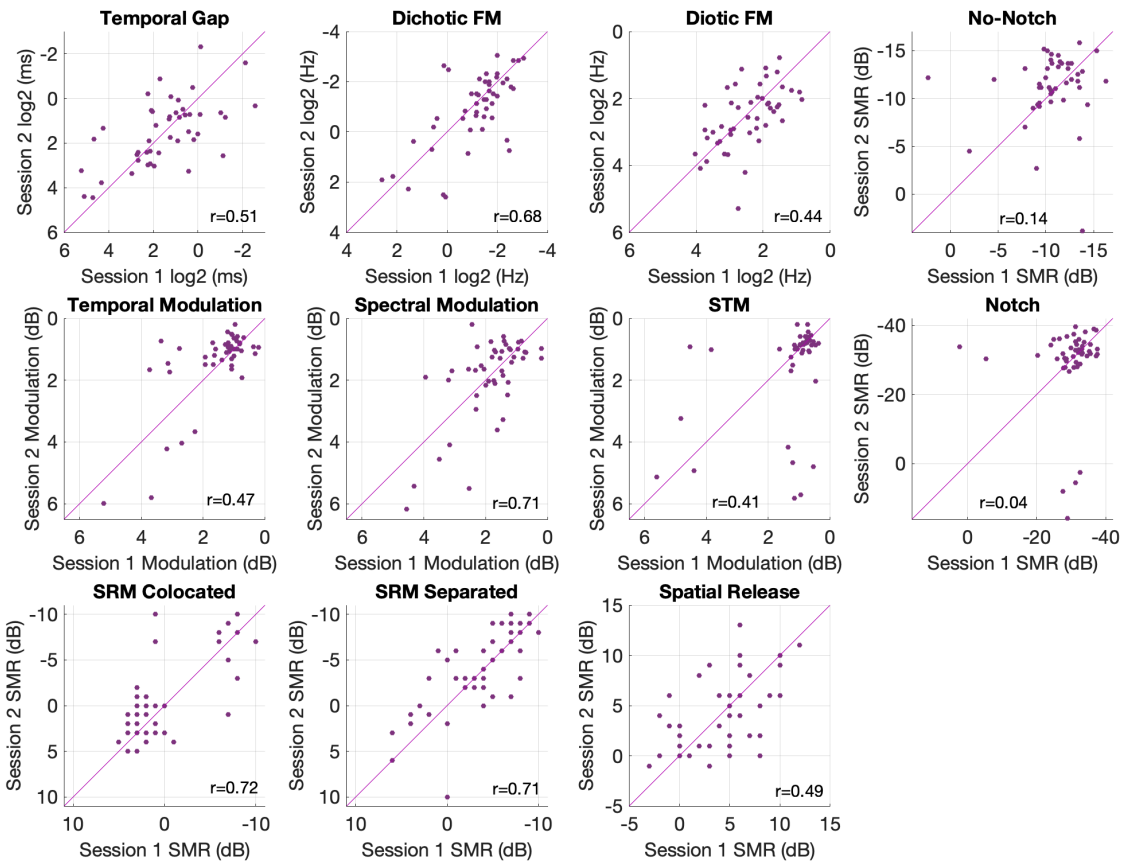 Temporal Gap
Dichotic FM
Diotic FM
No-Notch
Session 2 log2 (ms)
-2
0
2
4
6
r=0.51
6
4
2
0
-2
Session 1 log2 (ms)
Session 2 log2 (Hz)
-4
-2
0
2
4
r=0.68
4
2
0
-2
-4
Session 1 log2 (Hz)
Session 2 log2 (Hz)
0
2
4
6
r=0.44
6
4
2
0
Session 1 log2 (Hz)
Session 2 SMR (dB)
-15
-10
-5
0
r=0.14
0
-5
-10
-15
Session 1 SMR (dB)
Temporal Modulation
Spectral Modulation
STM
Notch
Session 2 Modulation (dB)
0
2
4
6
r=0.47
6
4
2
0
Session 1 Modulation (dB)
Session 2 Modulation (dB)
0
2
4
6
r=0.71
6
4
2
0
Session 1 Modulation (dB)
Session 2 Modulation (dB)
0
2
4
6
r=0.41
6
4
2
0
Session 1 Modulation (dB)
Session 2 SMR (dB)
-40
-20
0
r=0.04
0
-20
-40
Session 1 SMR (dB)
SRM Colocated
SRM Separated
Spatial Release
Session 2 SMR (dB)
-10
-5
0
5
10
r=0.72
10
0
-10
Session 1 SMR (dB)
Session 2 SMR (dB)
-10
-5
0
5
10
r=0.71
10
0
-10
Session 1 SMR (dB)
Session 2 SMR (dB)
15
10
5
0
-5
r=0.49
-5
0
5
10
15
Session 1 SMR (dB)